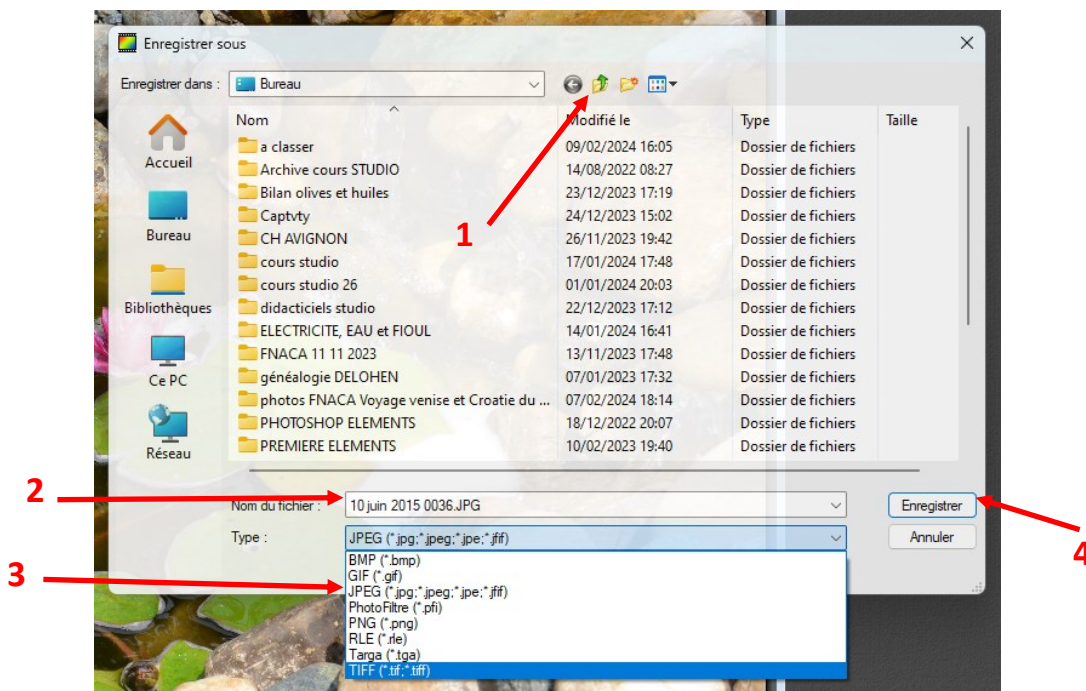 Enregistrer sous
Enregistrer dans : Bureau
Nom Modifié le Type Taille
a classer 09/02/2024 16:05 Dossier de fichiers
Archive cours STUDIO 14/08/2022 08:27 Dossier de fichiers
Bilan olives et huiles 23/12/2023 17:19 Dossier de fichiers
Captvty 24/12/2023 15:02 Dossier de fichiers
CH AVIGNON 26/11/2023 19:42 Dossier de fichiers
cours studio 17/01/2024 17:48 Dossier de fichiers
cours studio 26 01/01/2024 20:03 Dossier de fichiers
didacticiels studio 22/12/2023 17:12 Dossier de fichiers
ELECTRICITE, EAU et FIOUL 14/01/2024 16:41 Dossier de fichiers
FNACA 11 11 2023 13/11/2023 17:48 Dossier de fichiers
généalogie DELOHEN 07/01/2023 17:32 Dossier de fichiers
photos FNACA Voyage venise et Croatie du ... 07/02/2024 18:14 Dossier de fichiers
PHOTOSHOP ELEMENTS 18/12/2022 20:07 Dossier de fichiers
PREMIERE ELEMENTS 10/02/2023 19:40 Dossier de fichiers
Accueil
Bureau
Bibliothèques
Ce PC
Réseau
1
2
Nom du fichier : 10 juin 2015 0036.JPG Enregistrer
Type : JPEG (*.jpg;*.jpeg;*.jpe;*.jfif) Annuler
4
3
BMP (*.bmp)
GIF (*.gif)
JPEG (*.jpg;*.jpeg;*.jpe;*.jfif)
PhotoFiltre (*.pfi)
PNG (*.png)
RLE (*.rle)
Targa (*.tga)
TIFF (*.tif;*.tiff)